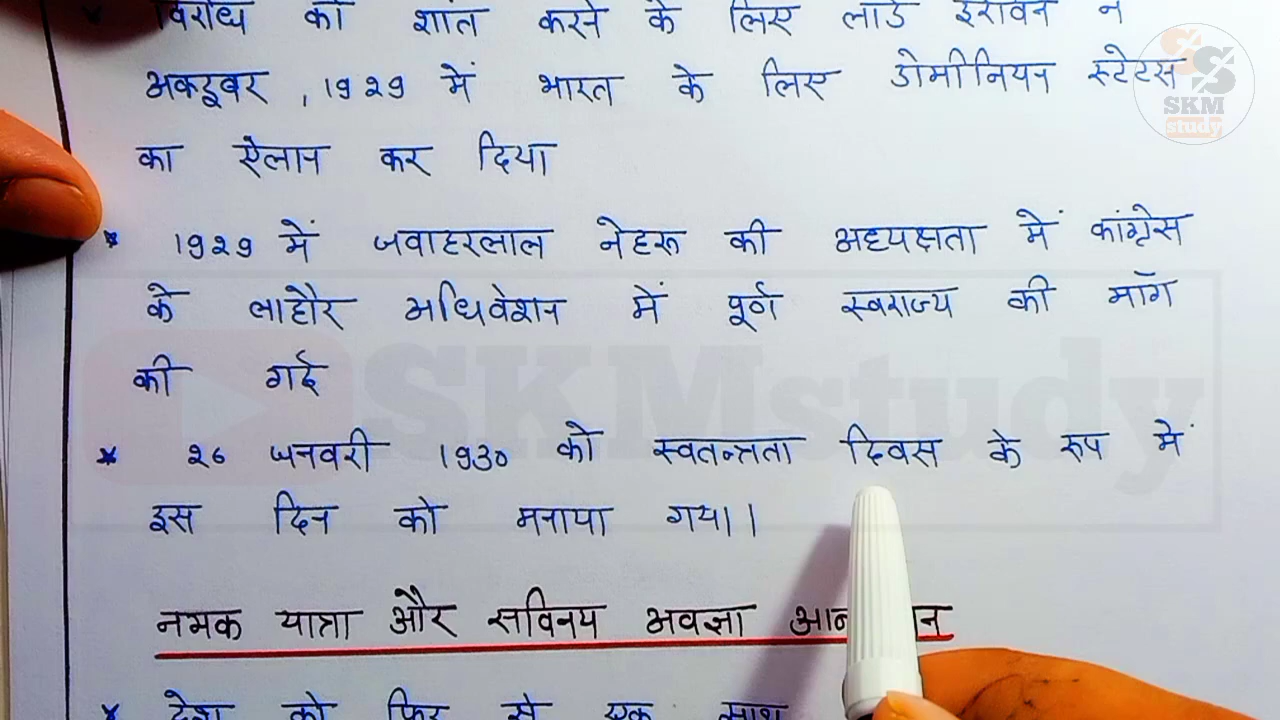 विरोध को शांत करने के लिए लार्ड इरविन ने
अक्टूबर , 1929 में भारत के लिए डोमीनियन स्टेटस
का ऐलान कर दिया
* 1929 में जवाहरलाल नेहरू की अध्यक्षता में कांग्रेस
के लाहौर अधिवेशन में पूर्ण स्वराज्य की माँग
की गई
* 26 जनवरी 1930 को स्वतन्त्रता दिवस के रूप में
इस दिन को मनाया गया।
नमक यात्रा और सविनय अवज्ञा
* देश को फिर से एक साथ
SS
SKM
study
SKMstudy